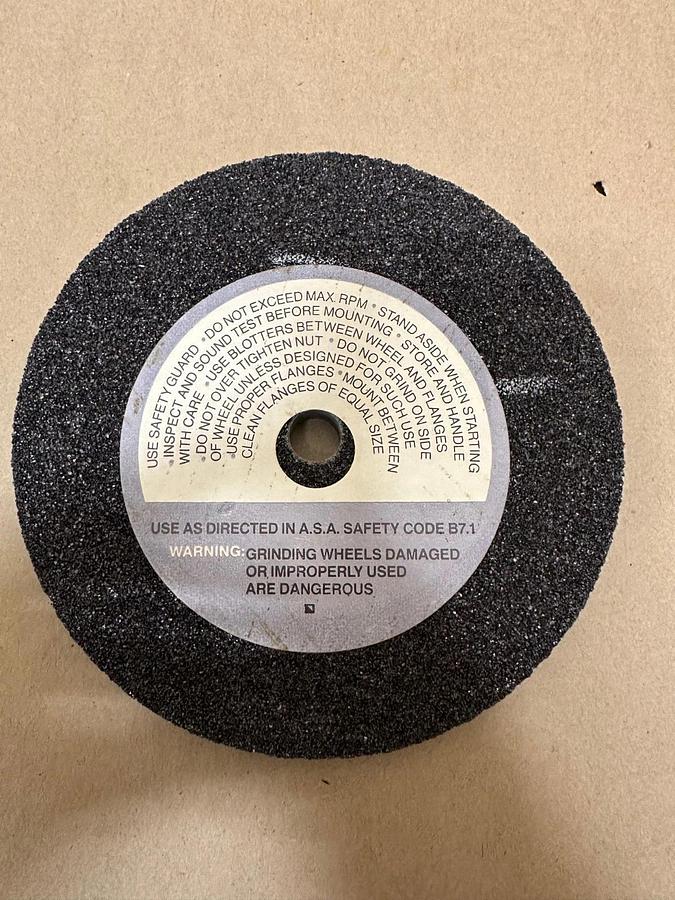 USE SAFETY GUARD • DO NOT EXCEED MAX. RPM • STAND ASIDE WHEN STARTING
• INSPECT AND SOUND TEST BEFORE MOUNTING • STORE AND HANDLE
WITH CARE • USE BLOTTERS BETWEEN WHEEL AND FLANGES
• DO NOT OVER TIGHTEN NUT • DO NOT GRIND ON SIDE
OF WHEEL UNLESS DESIGNED FOR SUCH USE
• USE PROPER FLANGES • MOUNT BETWEEN
CLEAN FLANGES OF EQUAL SIZE
USE AS DIRECTED IN A.S.A. SAFETY CODE B7.1
WARNING: GRINDING WHEELS DAMAGED
OR IMPROPERLY USED
ARE DANGEROUS